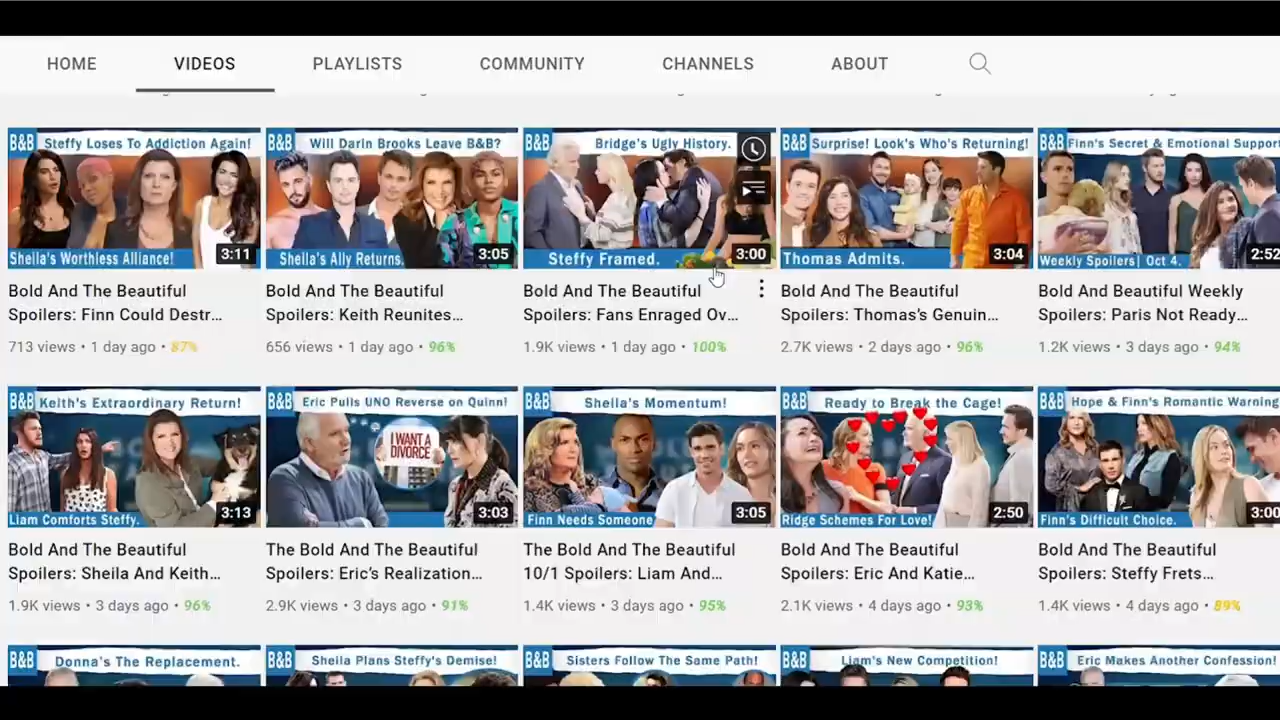 HOME VIDEOS PLAYLISTS COMMUNITY CHANNELS ABOUT
B&B Steffy Loses To Addiction Again!
Sheila's Worthless Alliance!
3:11
Bold And The Beautiful
Spoilers: Finn Could Destr...
713 views • 1 day ago • 87%
B&B Will Darin Brooks Leave B&B?
Sheila's Ally Returns.
3:05
Bold And The Beautiful
Spoilers: Keith Reunites...
656 views • 1 day ago • 96%
B&B Bridge's Ugly History.
Steffy Framed.
3:00
Bold And The Beautiful
Spoilers: Fans Enraged Ov...
1.9K views • 1 day ago • 100%
B&B Surprise! Look's Who's Returning!
Thomas Admits.
3:04
Bold And The Beautiful
Spoilers: Thomas's Genuin...
2.7K views • 2 days ago • 96%
B&B Finn's Secret & Emotional Support
Weekly Spoilers| Oct 4.
2:52
Bold And Beautiful Weekly
Spoilers: Paris Not Ready...
1.2K views • 3 days ago • 94%
B&B Keith's Extraordinary Return!
Liam Comforts Steffy.
3:13
Bold And The Beautiful
Spoilers: Sheila And Keith...
1.9K views • 3 days ago • 96%
B&B Eric Pulls UNO Reverse on Quinn!
I WANT A
DIVORCE
3:03
The Bold And The Beautiful
Spoilers: Eric's Realization...
2.9K views • 3 days ago • 91%
B&B Sheila's Momentum!
Finn Needs Someone
3:05
The Bold And The Beautiful
10/1 Spoilers: Liam And...
1.4K views • 3 days ago • 95%
B&B Ready to Break the Cage!
Ridge Schemes For Love!
2:50
Bold And The Beautiful
Spoilers: Eric And Katie...
2.1K views • 4 days ago • 93%
B&B Hope & Finn's Romantic Warning
Finn's Difficult Choice.
3:00
Bold And The Beautiful
Spoilers: Steffy Frets...
1.4K views • 4 days ago • 89%
B&B Donna's The Replacement.
B&B Sheila Plans Steffy's Demise!
B&B Sisters Follow The Same Path!
B&B Liam's New Competition!
B&B Eric Makes Another Confession!